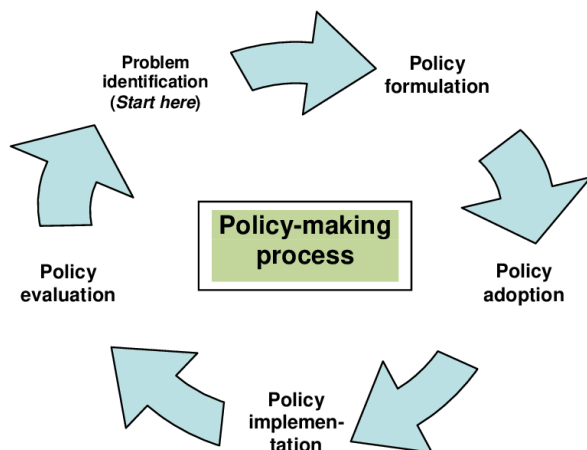 Problem
identification
(Start here)
Policy
formulation
Policy
adoption
Policy
implemen-
tation
Policy
evaluation
Policy-making
process